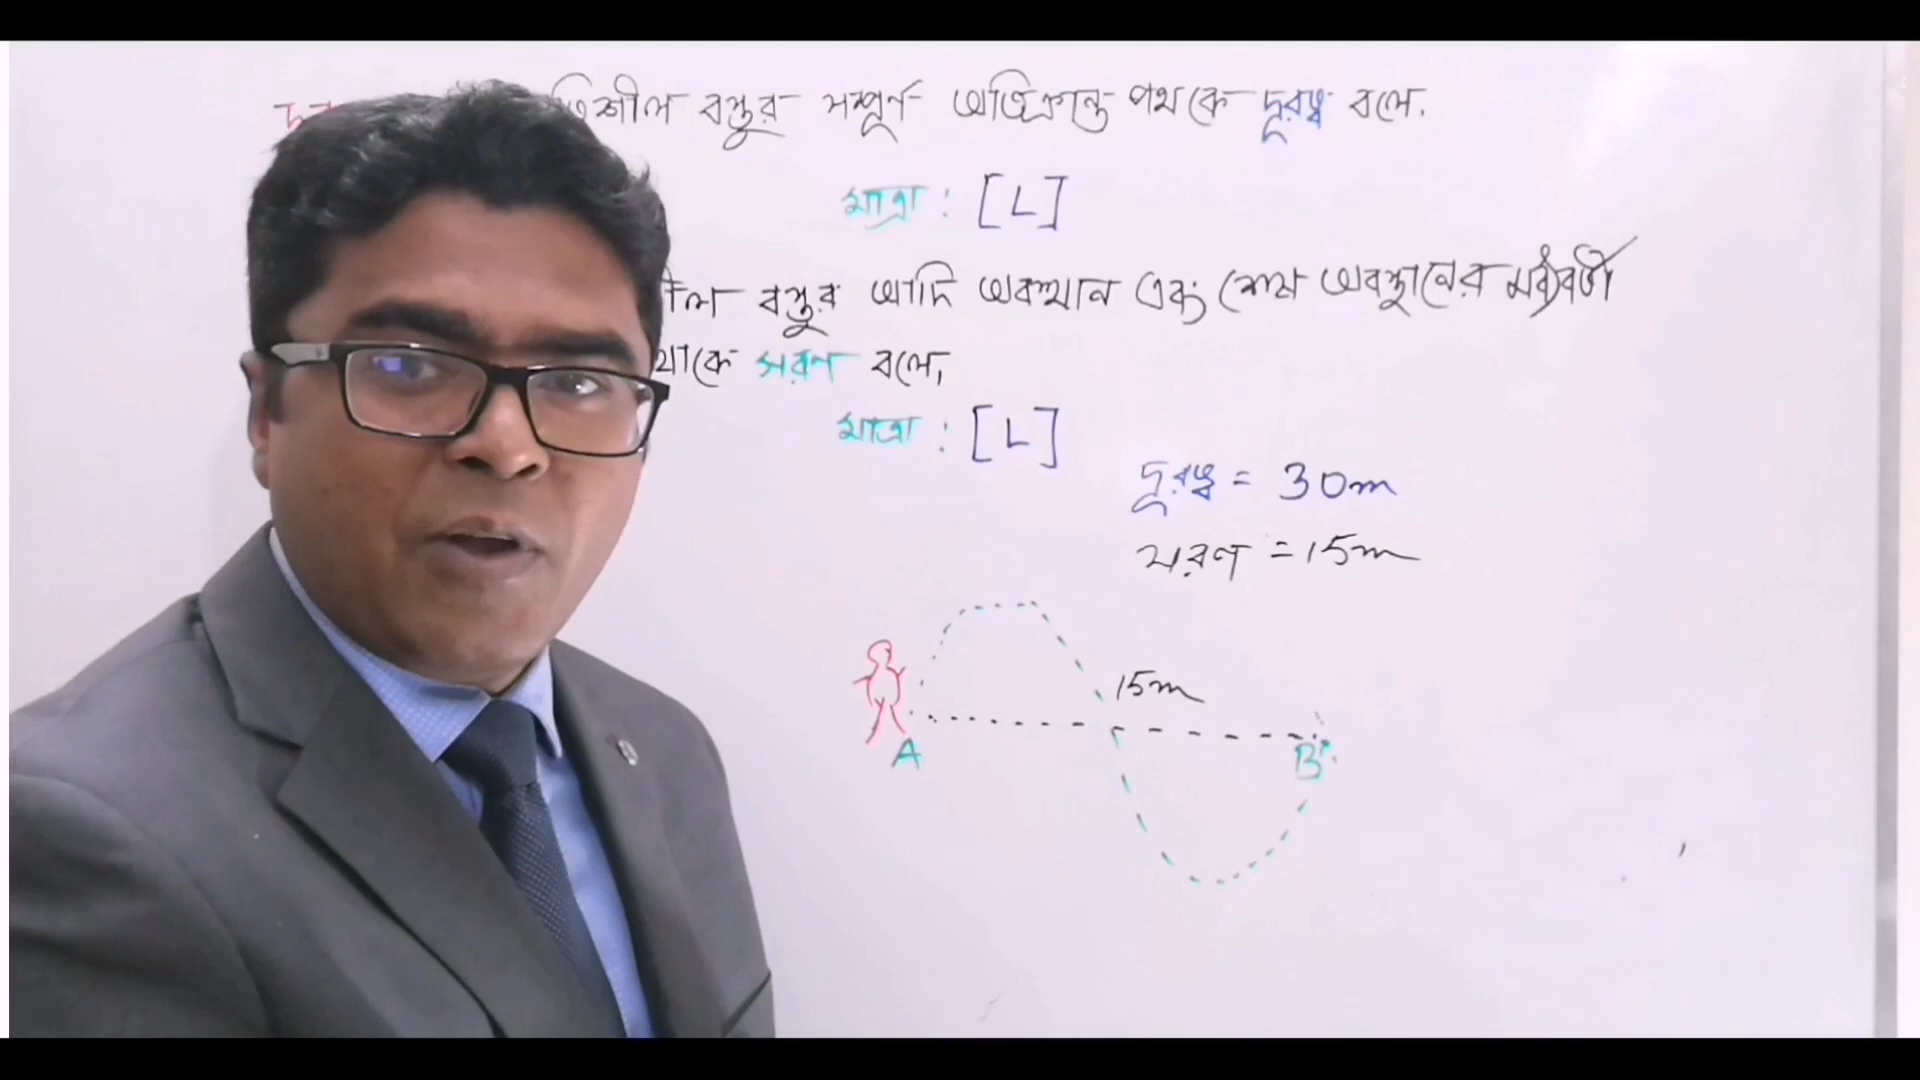 তিশীল বস্তুর সম্পূর্ণ অতিক্রান্ত পথকে দূরত্ব বলে.
মাত্রা : [L]
বস্তুর আদি অবস্থান এবং শেষ অবস্থানের মধ্যবর্তী
সরণ বলে,
মাত্রা : [L]
দূরত্ব = 30m
সরণ = 15m
15m
A
B